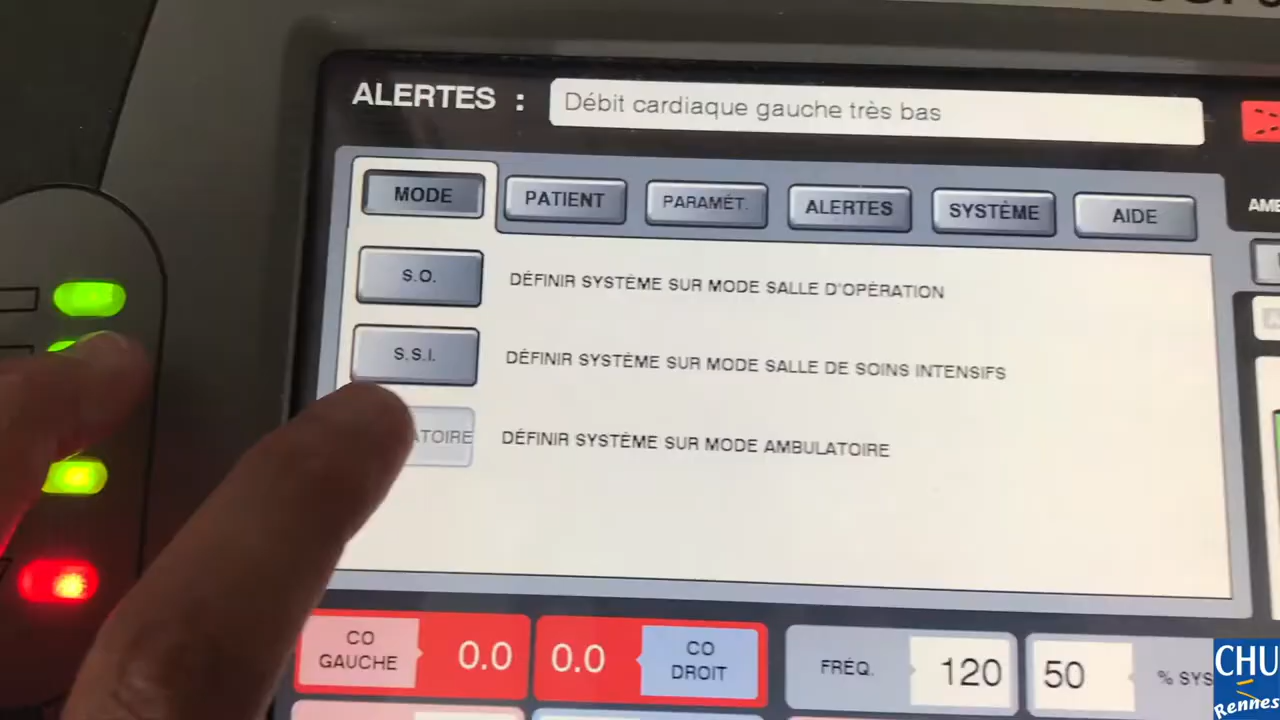 ALERTES : Débit cardiaque gauche très bas
MODE PATIENT PARAMÉT. ALERTES SYSTÈME AIDE
S.O. DÉFINIR SYSTÈME SUR MODE SALLE D'OPÉRATION
S.S.I. DÉFINIR SYSTÈME SUR MODE SALLE DE SOINS INTENSIFS
ATOIRE DÉFINIR SYSTÈME SUR MODE AMBULATOIRE
CO GAUCHE 0.0 0.0 CO DROIT FRÉQ. 120 50 % SYS
CHU
Rennes